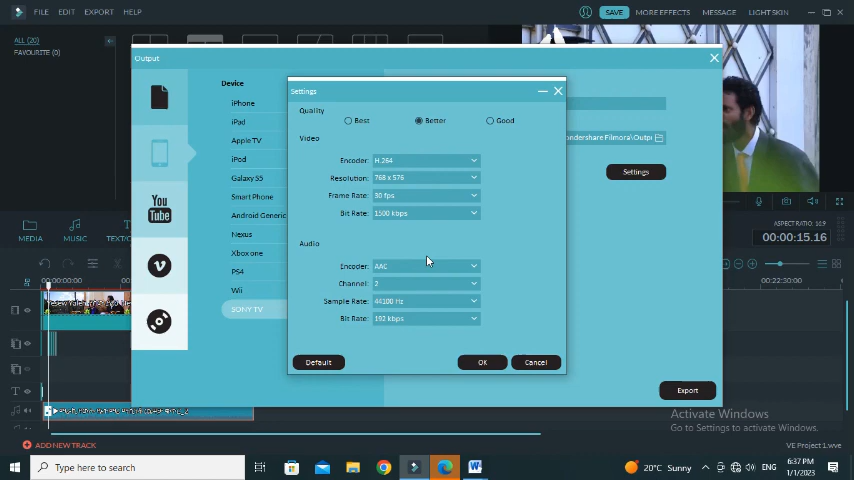 FILE EDIT EXPORT HELP
SAVE MORE EFFECTS MESSAGE LIGHT SKIN
ALL (20)
FAVOURITE (0)
Output
Device
iPhone
iPad
Apple TV
iPod
Galaxy S5
Smart Phone
Android Generic
Nexus
Xbox one
PS4
Wii
SONY TV
You
Tube
Settings
Quality
Best Better Good
Video
Encoder: H.264
Resolution: 768 x 576
Frame Rate: 30 fps
Bit Rate: 1500 kbps
Audio
Encoder: AAC
Channel: 2
Sample Rate: 44100 Hz
Bit Rate: 192 kbps
Default OK Cancel
ondershare Filmora\Outp
Settings
Export
MEDIA MUSIC TEXT/C
ASPECT RATIO: 16:9
00:00:15.16
00:00:00:00
00:22:30:00
ADD NEW TRACK
Activate Windows
Go to Settings to activate Windows.
VE Project 1.wve
Type here to search
20°C Sunny
ENG
6:37 PM
1/1/2023